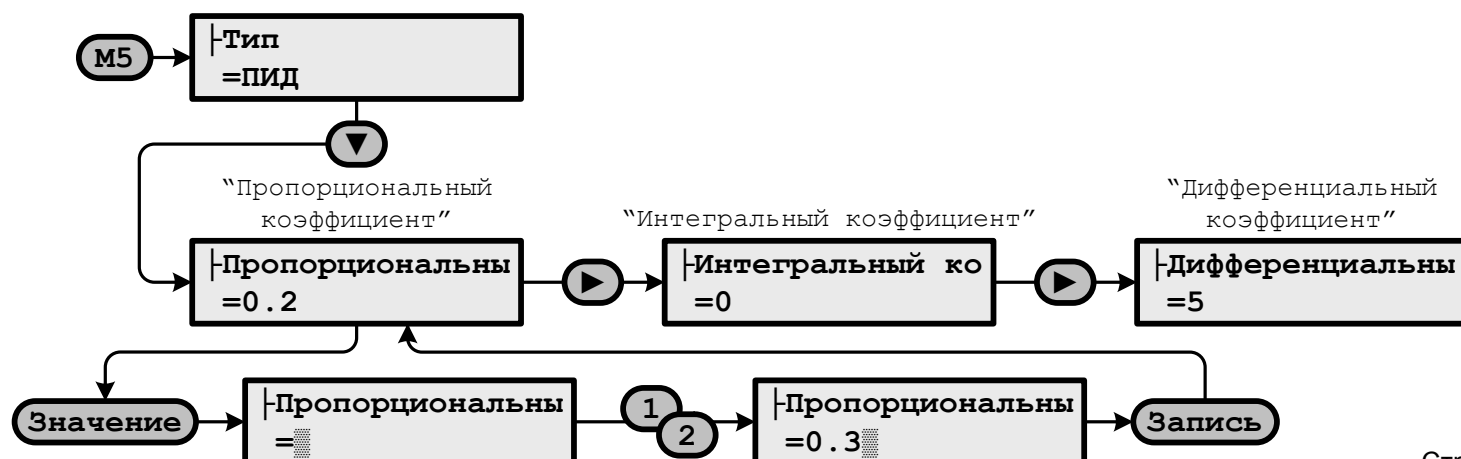 М5
├Тип
=ПИД
▼
“Пропорциональный
коэффициент”
“Интегральный коэффициент”
“Дифференциальный
коэффициент”
├Пропорциональны
=0.2
►
├Интегральный ко
=0
►
├Дифференциальны
=5
Значение
├Пропорциональны
=▒
1
2
├Пропорциональны
=0.3▒
Запись